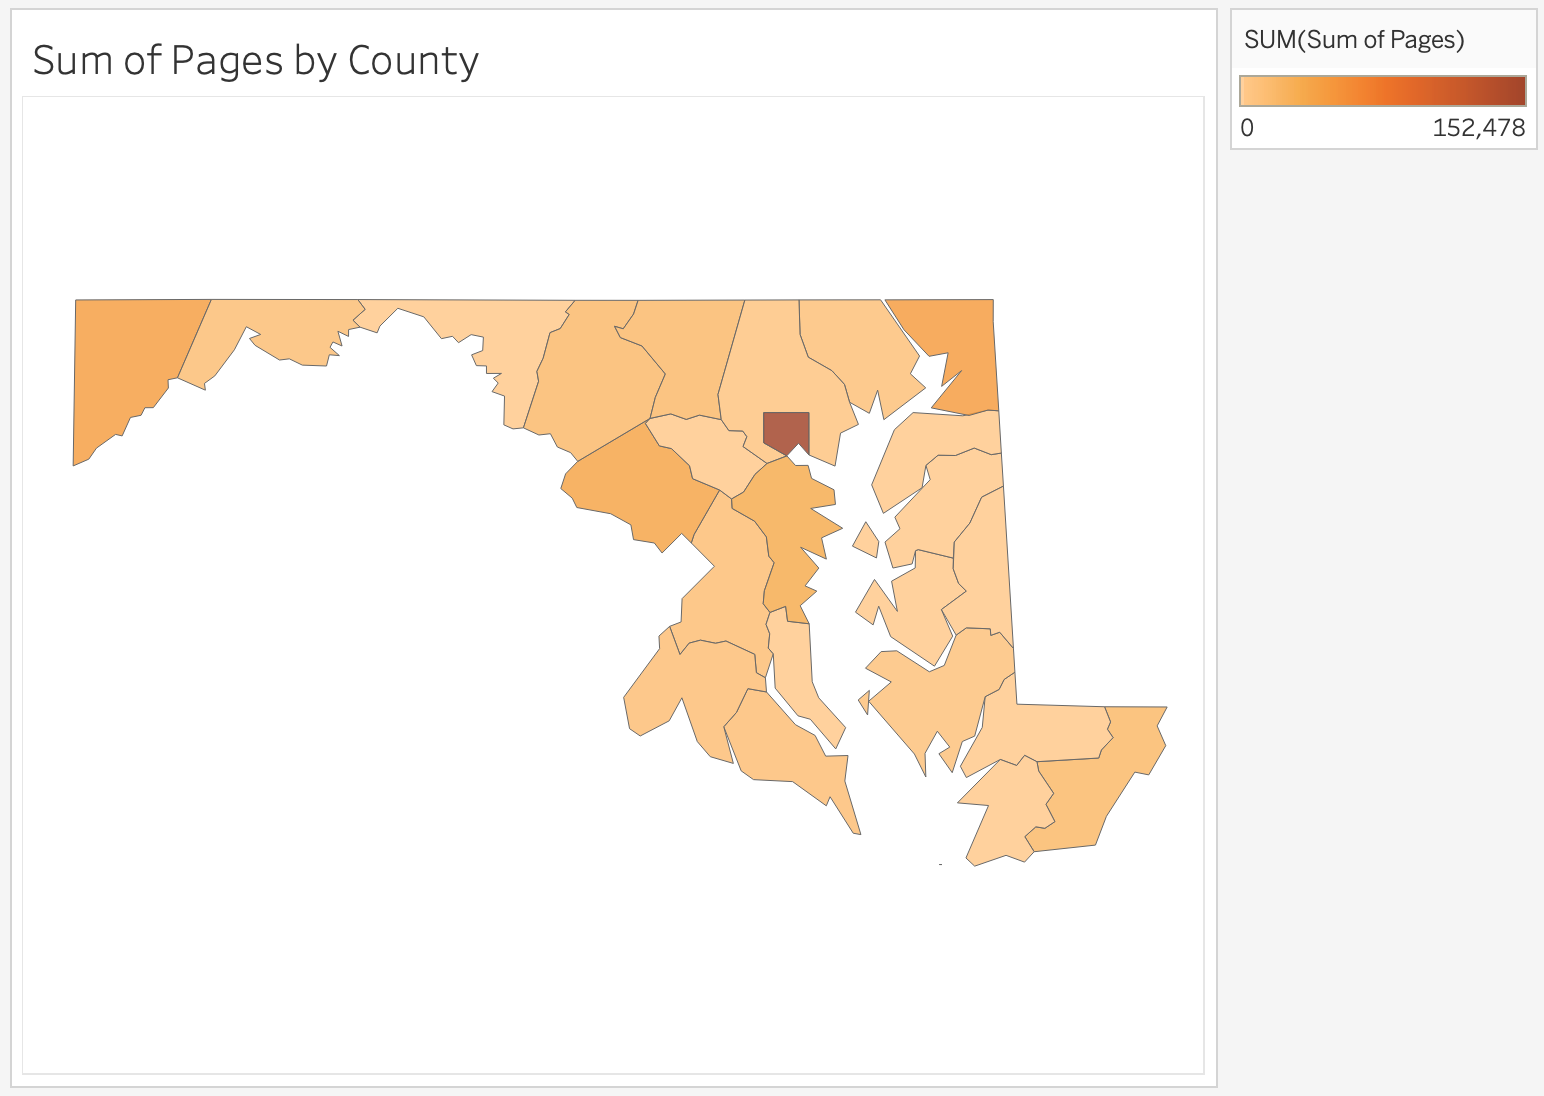 Sum of Pages by County
SUM(Sum of Pages)
0 152,478